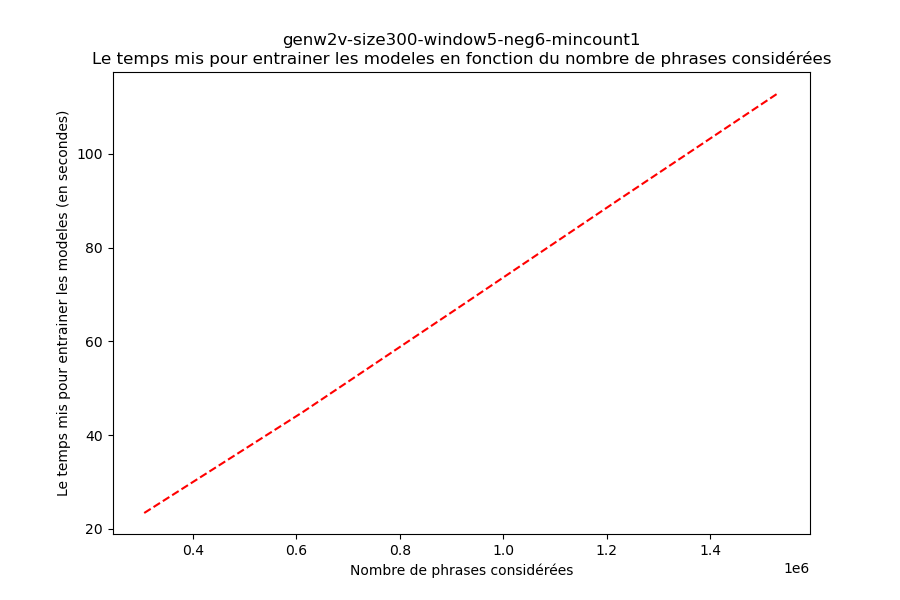 genw2v-size300-window5-neg6-mincount1
Le temps mis pour entrainer les modeles en fonction du nombre de phrases considérées
Le temps mis pour entrainer les modeles (en secondes)
100
80
60
40
20
0.4 0.6 0.8 1.0 1.2 1.4
1e6
Nombre de phrases considérées